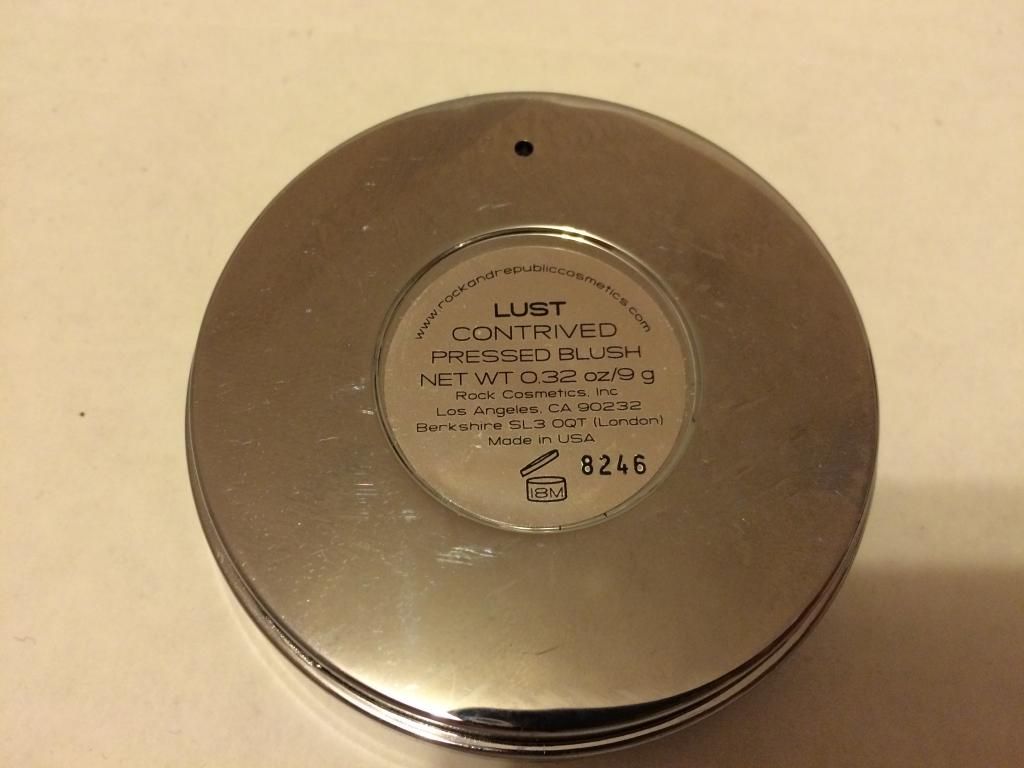 www.rockandrepubliccosmetics.com
LUST
CONTRIVED
PRESSED BLUSH
NET WT 0.32 oz/9 g
Rock Cosmetics, Inc
Los Angeles, CA 90232
Berkshire SL3 0QT (London)
Made in USA
8246
18M